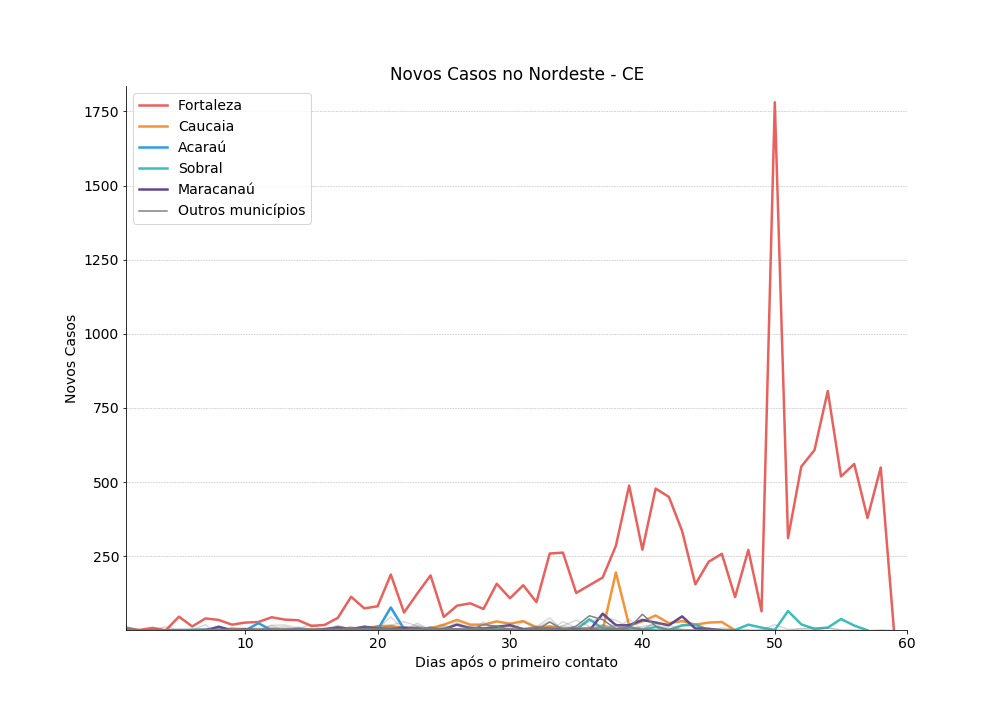 Novos Casos no Nordeste - CE
Fortaleza
Caucaia
Acaraú
Sobral
Maracanaú
Outros municípios
1750
1500
1250
1000
750
500
250
Novos Casos
10 20 30 40 50 60
Dias após o primeiro contato